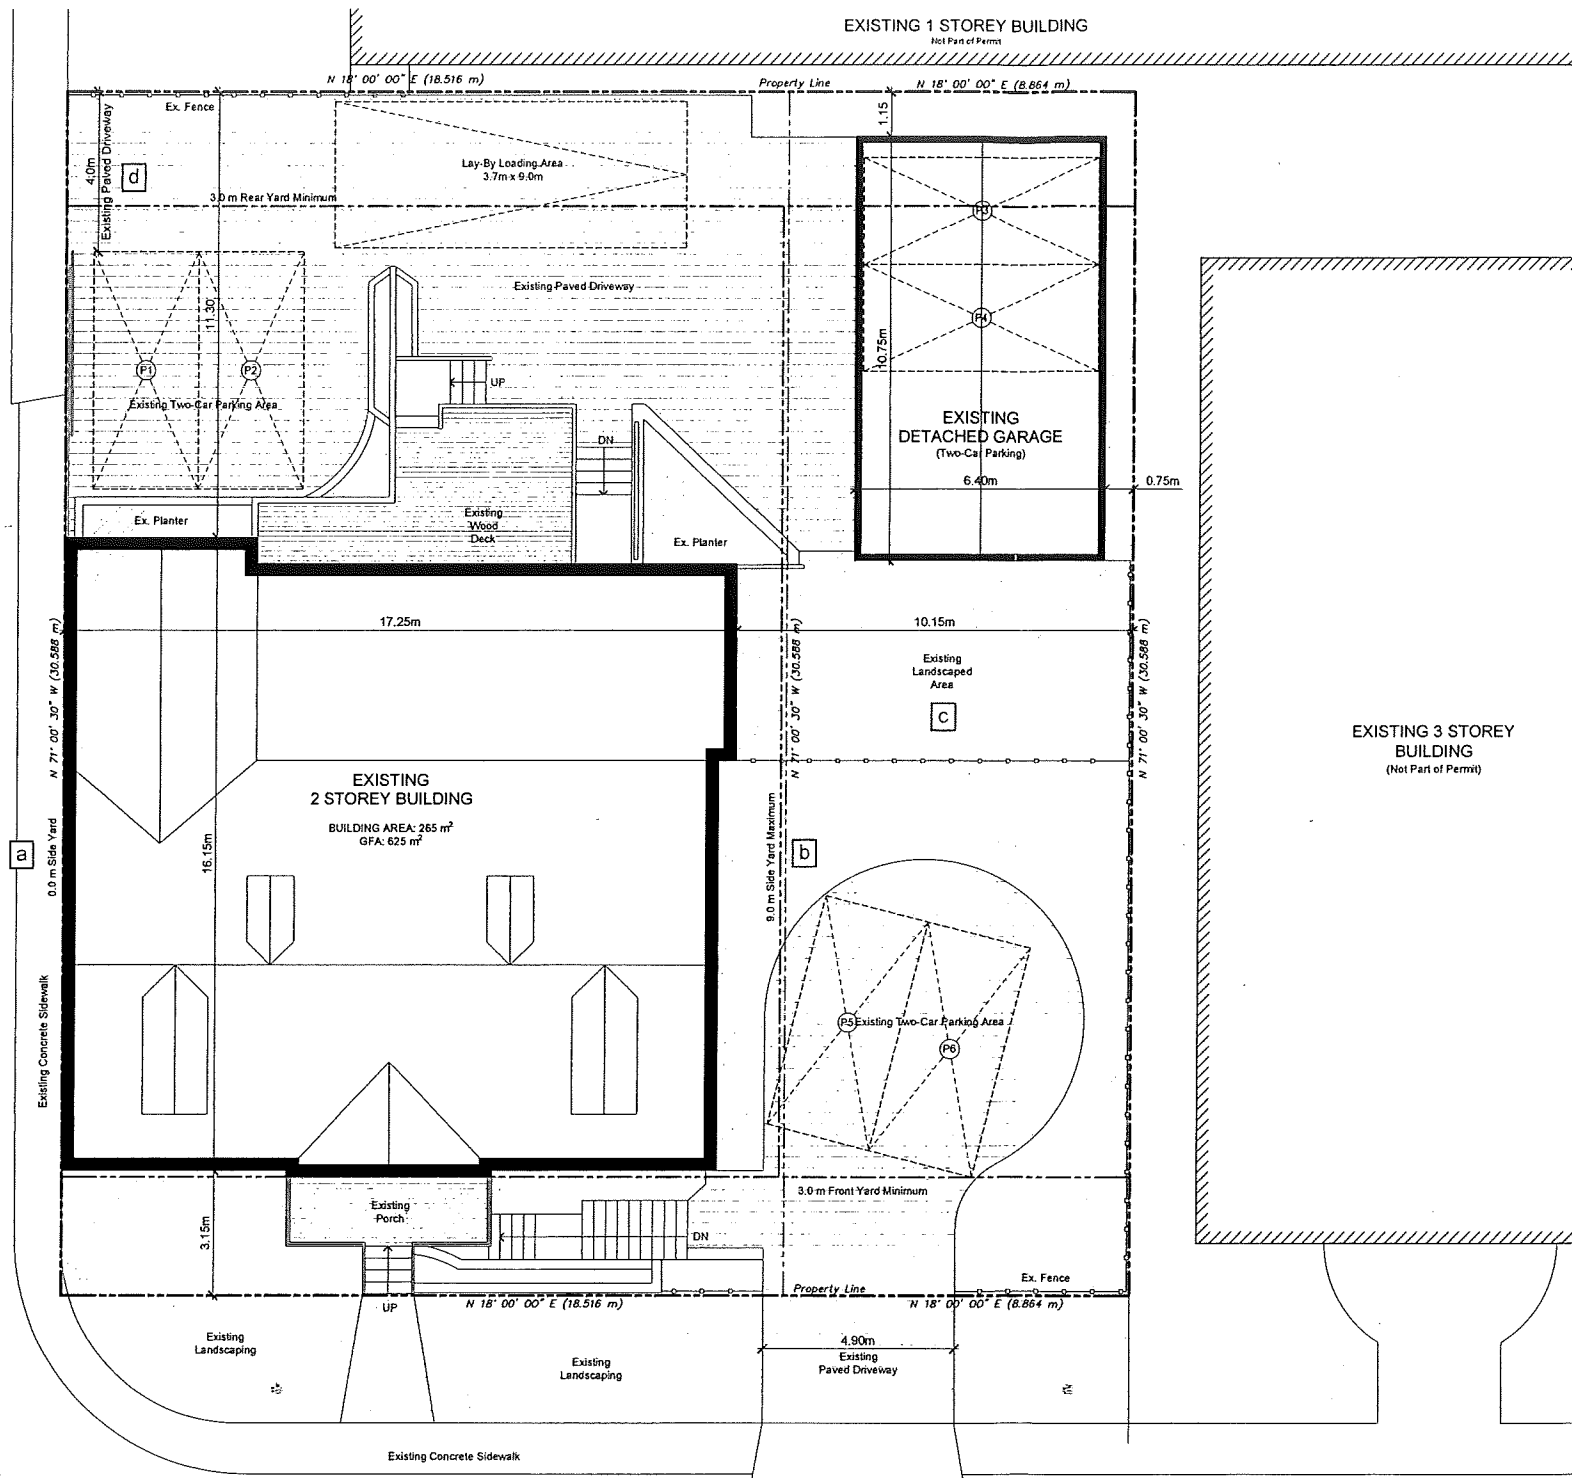 EXISTING 1 STOREY BUILDING
Not Part of Permit
N 18° 00' 00" E (18.516 m)
Property Line
N 18° 00' 00" E (8.864 m)
Ex. Fence
1.15
4.0m
Existing Paved Driveway
d
Lay-By Loading Area
3.7m x 9.0m
3.0 m Rear Yard Minimum
P3
Existing Paved Driveway
11.30
P4
10.75m
P1
P2
UP
Existing Two-Car Parking Area
EXISTING
DETACHED GARAGE
(Two-Car Parking)
DN
6.40m
0.75m
Ex. Planter
Existing
Wood
Deck
Ex. Planter
17.25m
10.15m
N 71° 00' 30" W (30.588 m)
N 71° 00' 30" W (30.588 m)
N 71° 00' 30" W (30.588 m)
Existing
Landscaped
Area
c
EXISTING 3 STOREY
BUILDING
(Not Part of Permit)
EXISTING
2 STOREY BUILDING
BUILDING AREA: 265 m²
GFA: 625 m²
16.15m
a
0.0 m Side Yard
9.0 m Side Yard Maximum
b
Existing Concrete Sidewalk
P5
Existing Two-Car Parking Area
P6
3.0 m Front Yard Minimum
Existing
Porch
3.15m
DN
UP
N 18° 00' 00" E (18.516 m)
Property Line
Ex. Fence
N 18° 00' 00" E (8.864 m)
Existing
Landscaping
Existing
Landscaping
4.90m
Existing
Paved Driveway
Existing Concrete Sidewalk